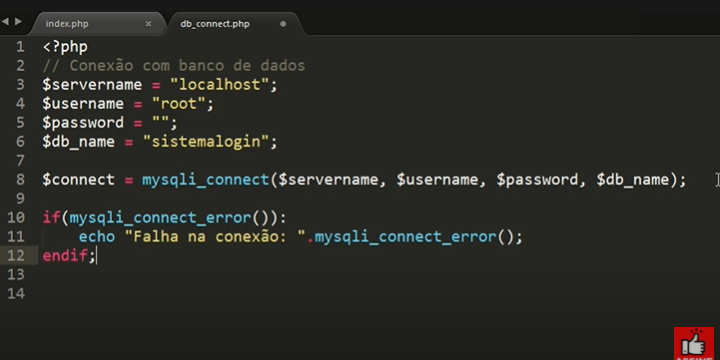 index.php
db_connect.php
1 <?php
2 // Conexão com banco de dados
3 $servername = "localhost";
4 $username = "root";
5 $password = "";
6 $db_name = "sistemalogin";
7
8 $connect = mysqli_connect($servername, $username, $password, $db_name);
9
10 if(mysqli_connect_error()):
11 echo "Falha na conexão: ".mysqli_connect_error();
12 endif;
13
14